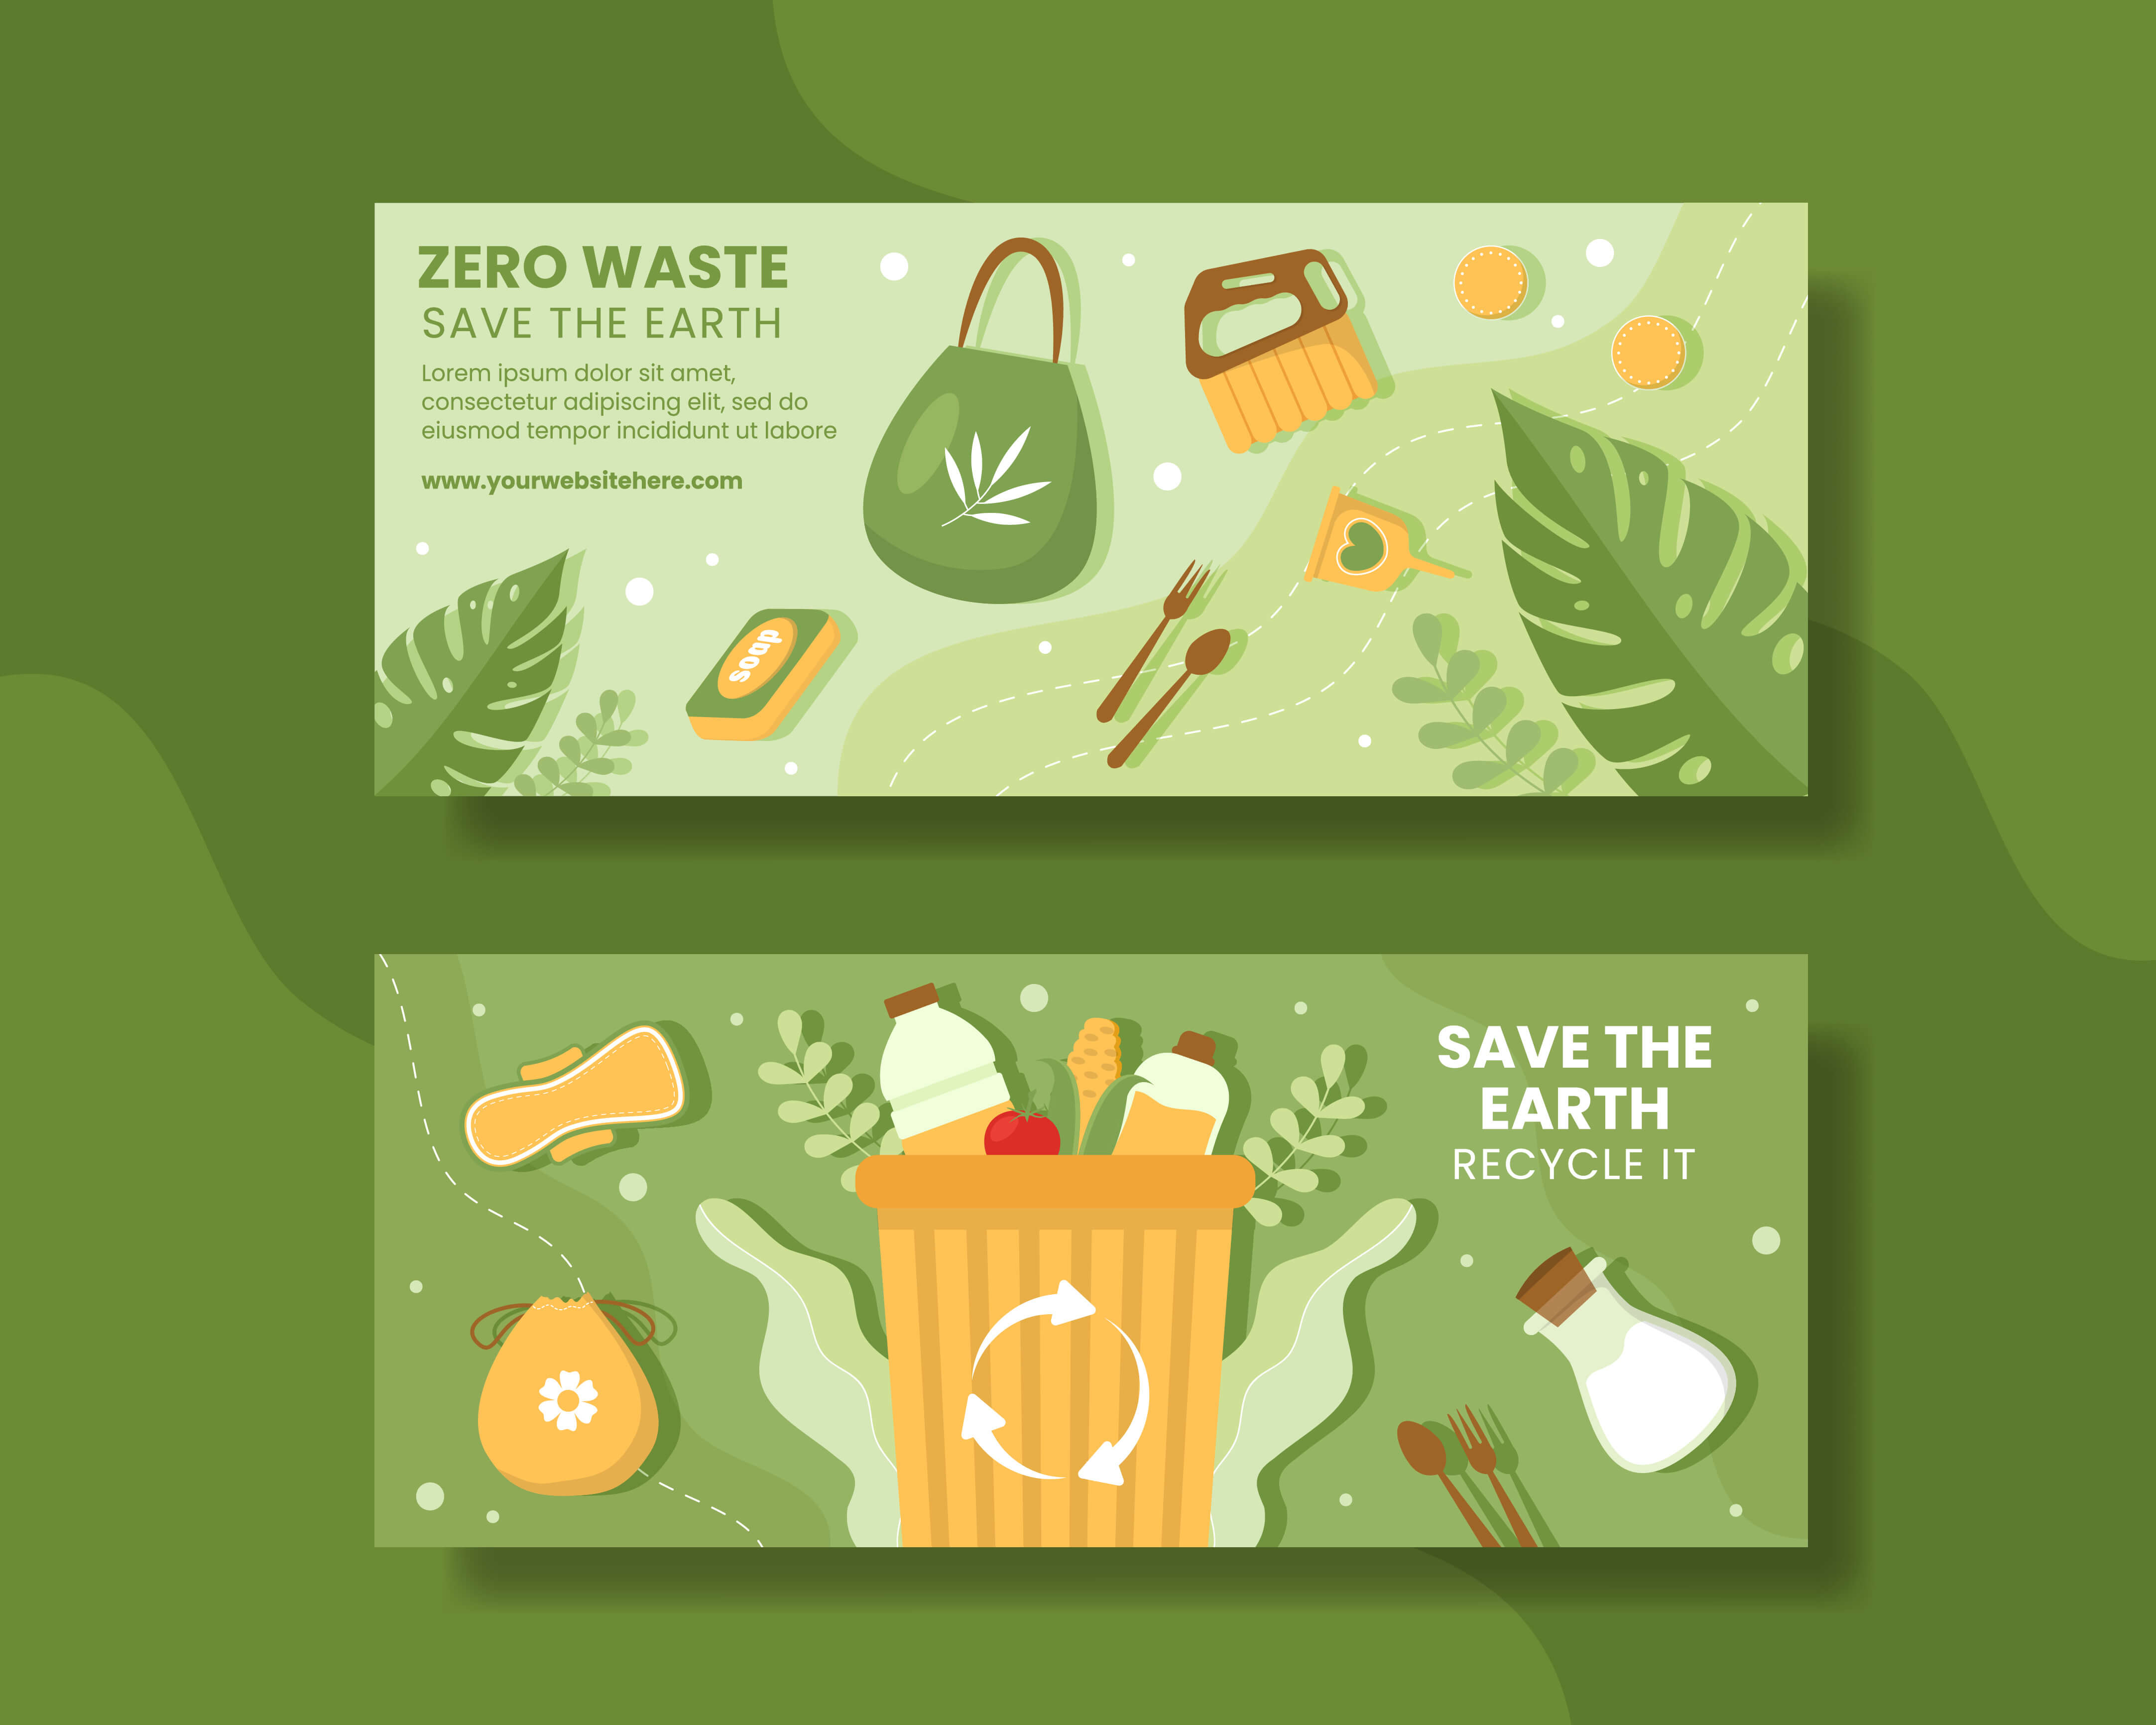 ZERO WASTE
SAVE THE EARTH
Lorem ipsum dolor sit amet,
consectetur adipiscing elit, sed do
eiusmod tempor incididunt ut labore
www.yourwebsitehere.com
soup
SAVE THE
EARTH
RECYCLE IT